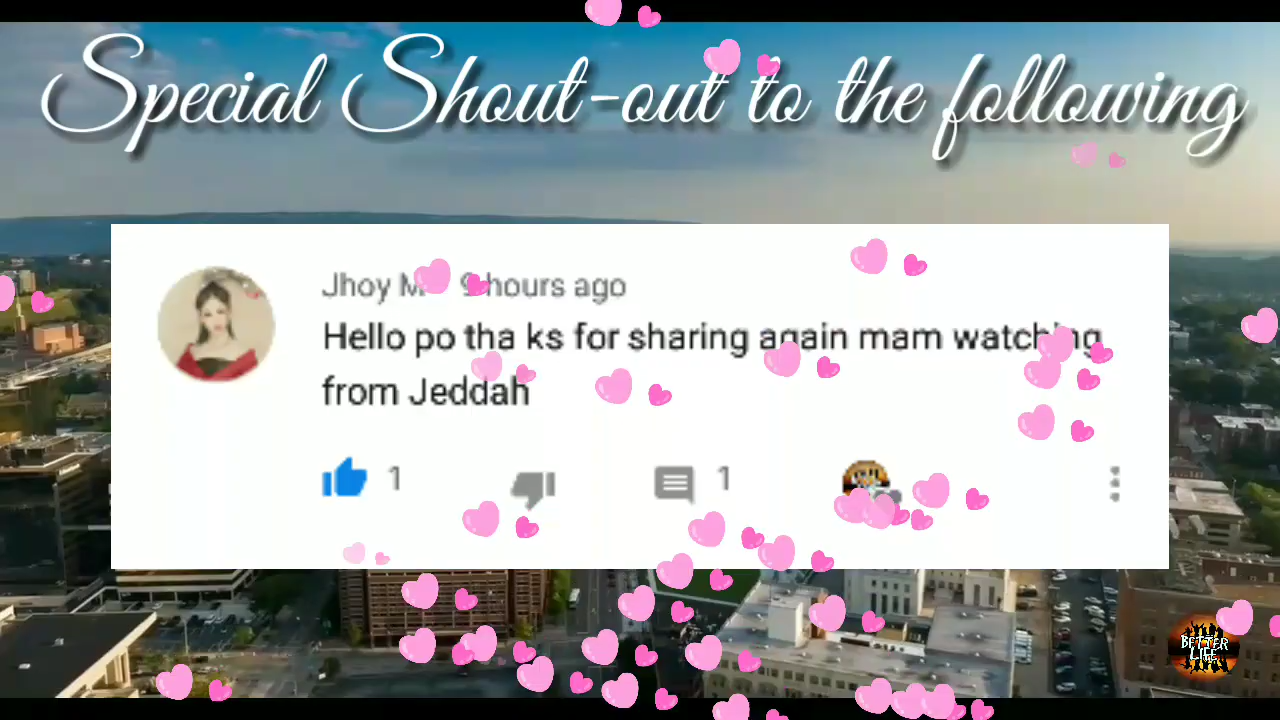 Special Shout-out to the following
Jhoy M 9 hours ago
Hello po tha ks for sharing again mam watching
from Jeddah
1
1
BETTER
LIFE